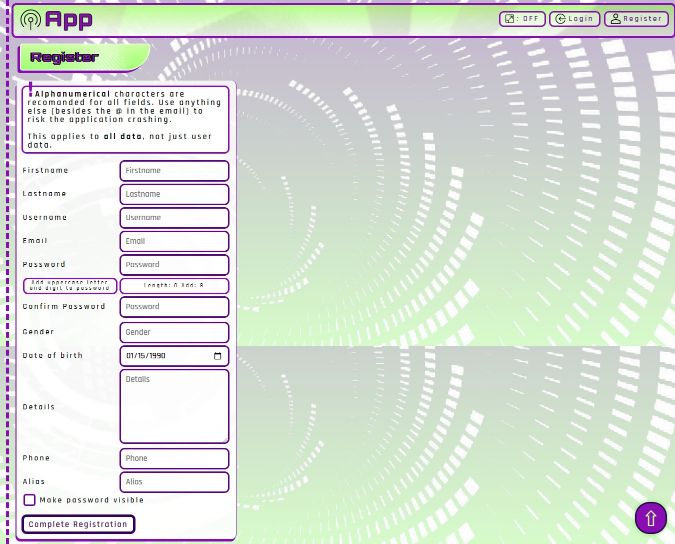 App
: OFF
Login
Register
Register
! Alphanumerical characters are
recomanded for all fields. Use anything
else (besides the @ in the email) to
risk the application crashing.
This applies to all data, not just user
data.
Firstname Firstname
Lastname Lastname
Username Username
Email Email
Password Password
Add uppercase letter
and digit to password
Length: 0 Add: 8
Confirm Password Password
Gender Gender
Date of birth 01/15/1990
Details Details
Phone Phone
Alias Alias
Make password visible
Complete Registration